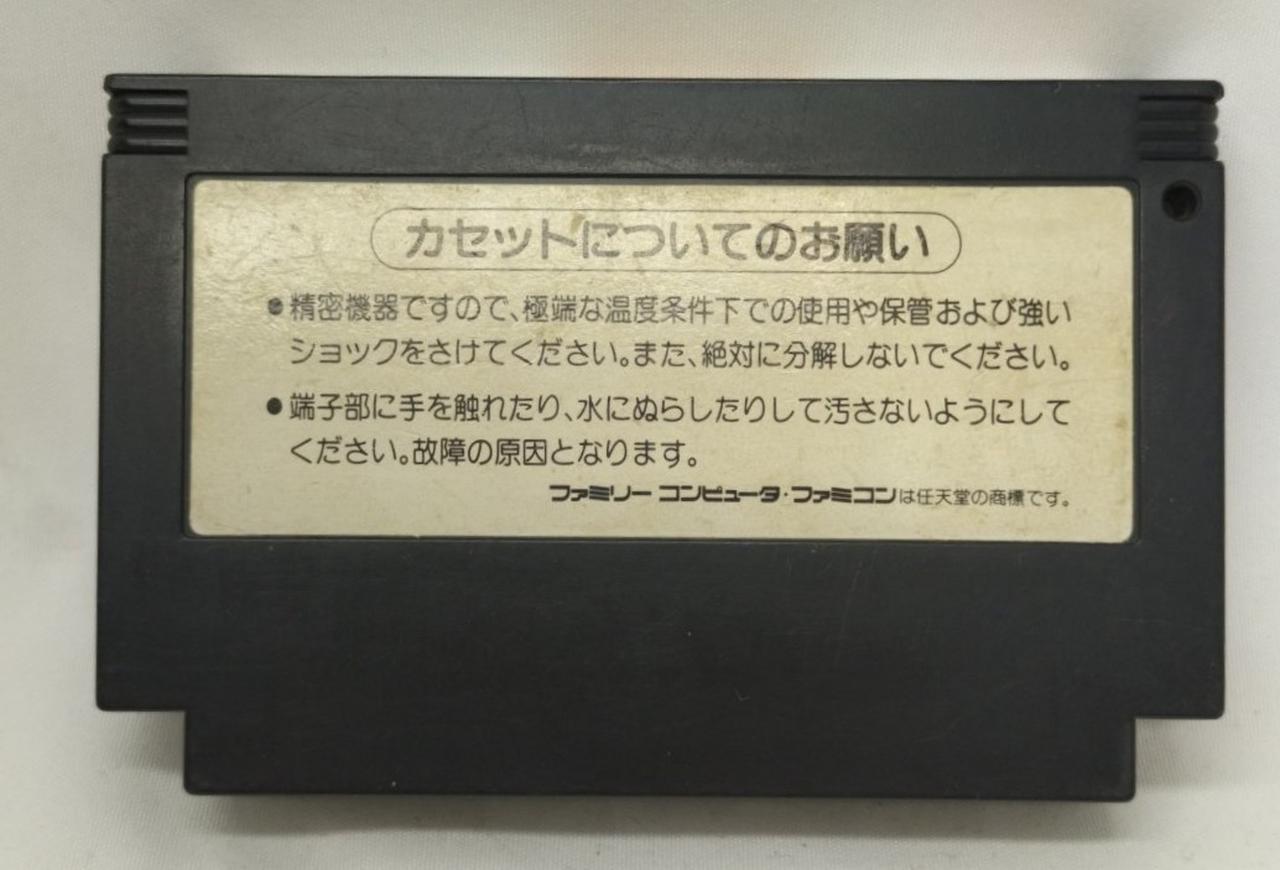 カセットについてのお願い
●精密機器ですので、極端な温度条件下での使用や保管および強い
ショックをさけてください。また、絶対に分解しないでください。
●端子部に手を触れたり、水にぬらしたりして汚さないようにして
ください。故障の原因となります。
ファミリー コンピュータ・ファミコンは任天堂の商標です。